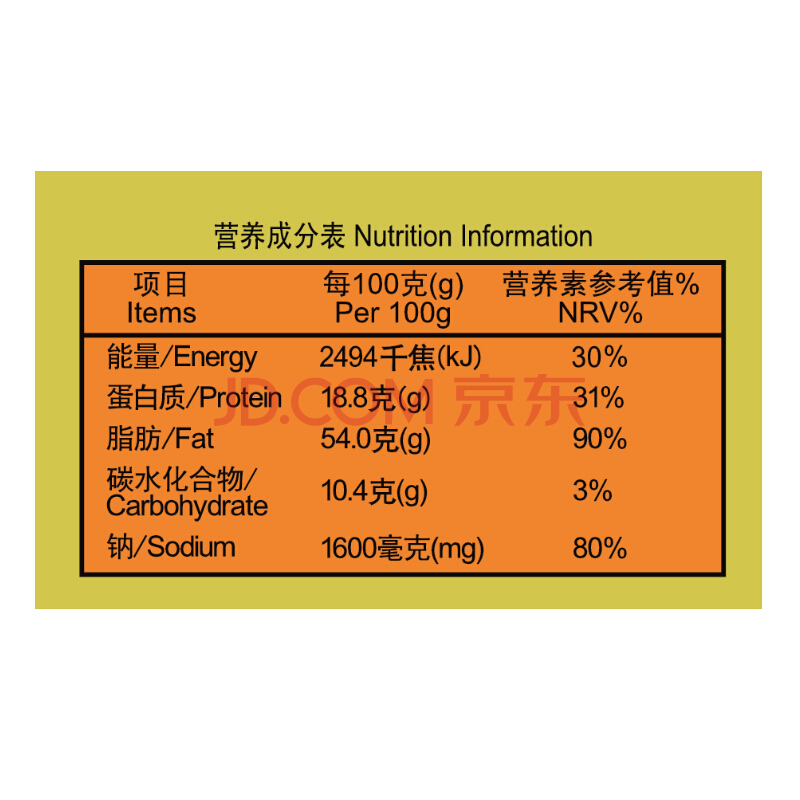 营养成分表 Nutrition Information
项目 每100克(g) 营养素参考值%
Items Per 100g NRV%
能量/Energy 2494千焦(kJ) 30%
蛋白质/Protein 18.8克(g) 31%
JD.COM 京东
脂肪/Fat 54.0克(g) 90%
碳水化合物/
Carbohydrate 10.4克(g) 3%
钠/Sodium 1600毫克(mg) 80%